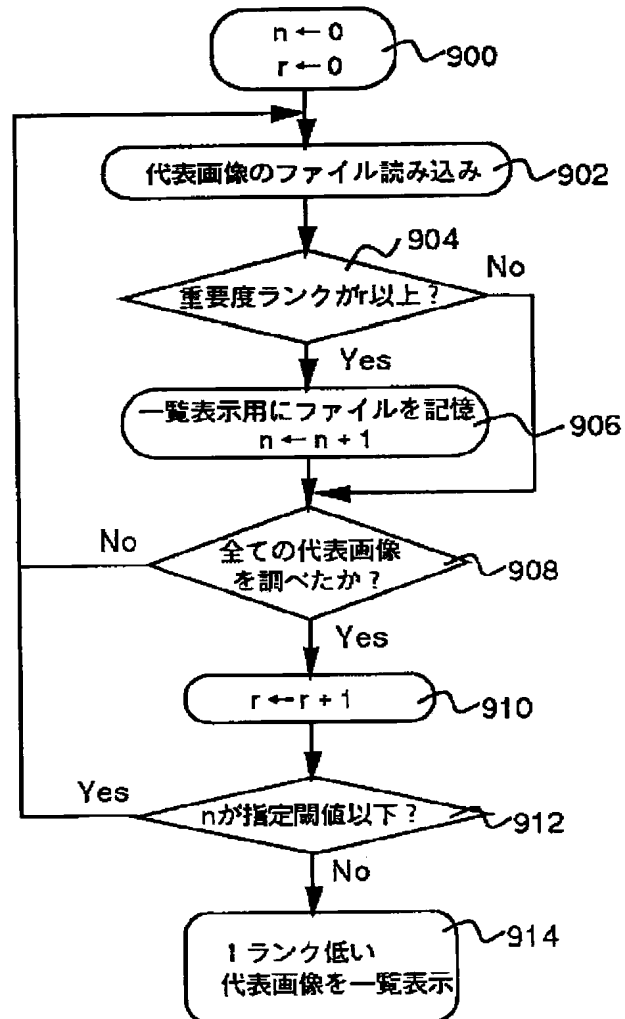 n ← 0
r ← 0
900
代表画像のファイル読み込み
902
904
重要度ランクがr以上？
No
Yes
一覧表示用にファイルを記憶
n ← n + 1
906
No
全ての代表画像
を調べたか？
908
Yes
r ← r + 1
910
Yes
nが指定閾値以下？
912
No
1ランク低い
代表画像を一覧表示
914